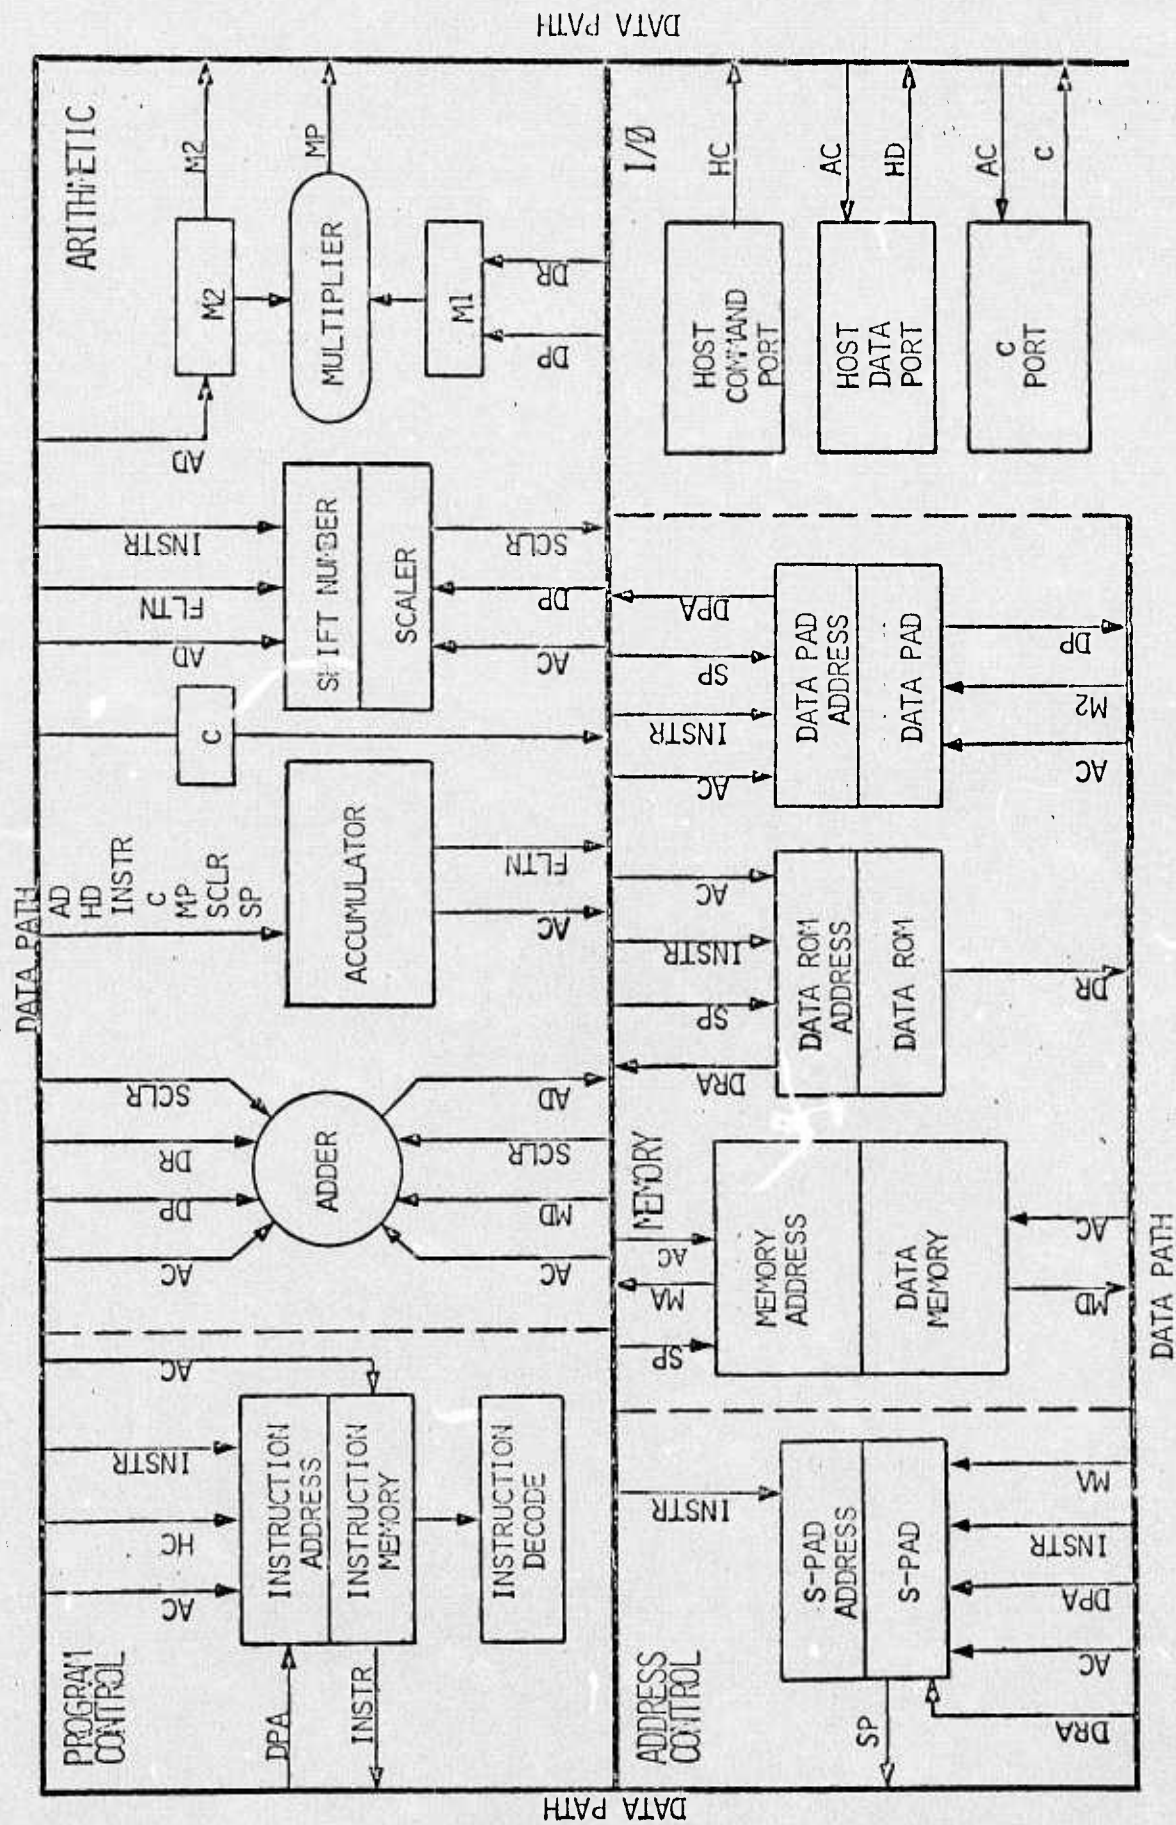 DATA PATH
DATA PATH
DATA PATH
DATA PATH
PROGRAM
CONTROL
AC
HC
INSTR
AC
DPA
INSTR
INSTRUCTION
ADDRESS
INSTRUCTION
MEMORY
INSTRUCTION
DECODE
AC
DP
DR
SCLR
ADDER
AC
MD
SCLR
AD
AD
HD
INSTR
C
MP
SCLR
SP
ACCUMULATOR
AC
FLTN
C
ARITHMETIC
AD
FLTN
INSTR
SHIFT NUMBER
SCALER
AC
DP
SCLR
AD
M2
M2
MULTIPLIER
MP
M1
DP
DR
ADDRESS
CONTROL
INSTR
S-PAD
ADDRESS
S-PAD
SP
DRA
AC
DPA
INSTR
MA
MEMORY
SP
MA
AC
MEMORY
ADDRESS
DATA
MEMORY
MD
AC
DRA
SP
INSTR
AC
DATA ROM
ADDRESS
DATA ROM
DR
AC
INSTR
SP
DPA
DATA PAD
ADDRESS
DATA PAD
AC
M2
DP
I/Ø
HOST
COMMAND
PORT
HC
HOST
DATA
PORT
AC
HD
C
PORT
AC
C